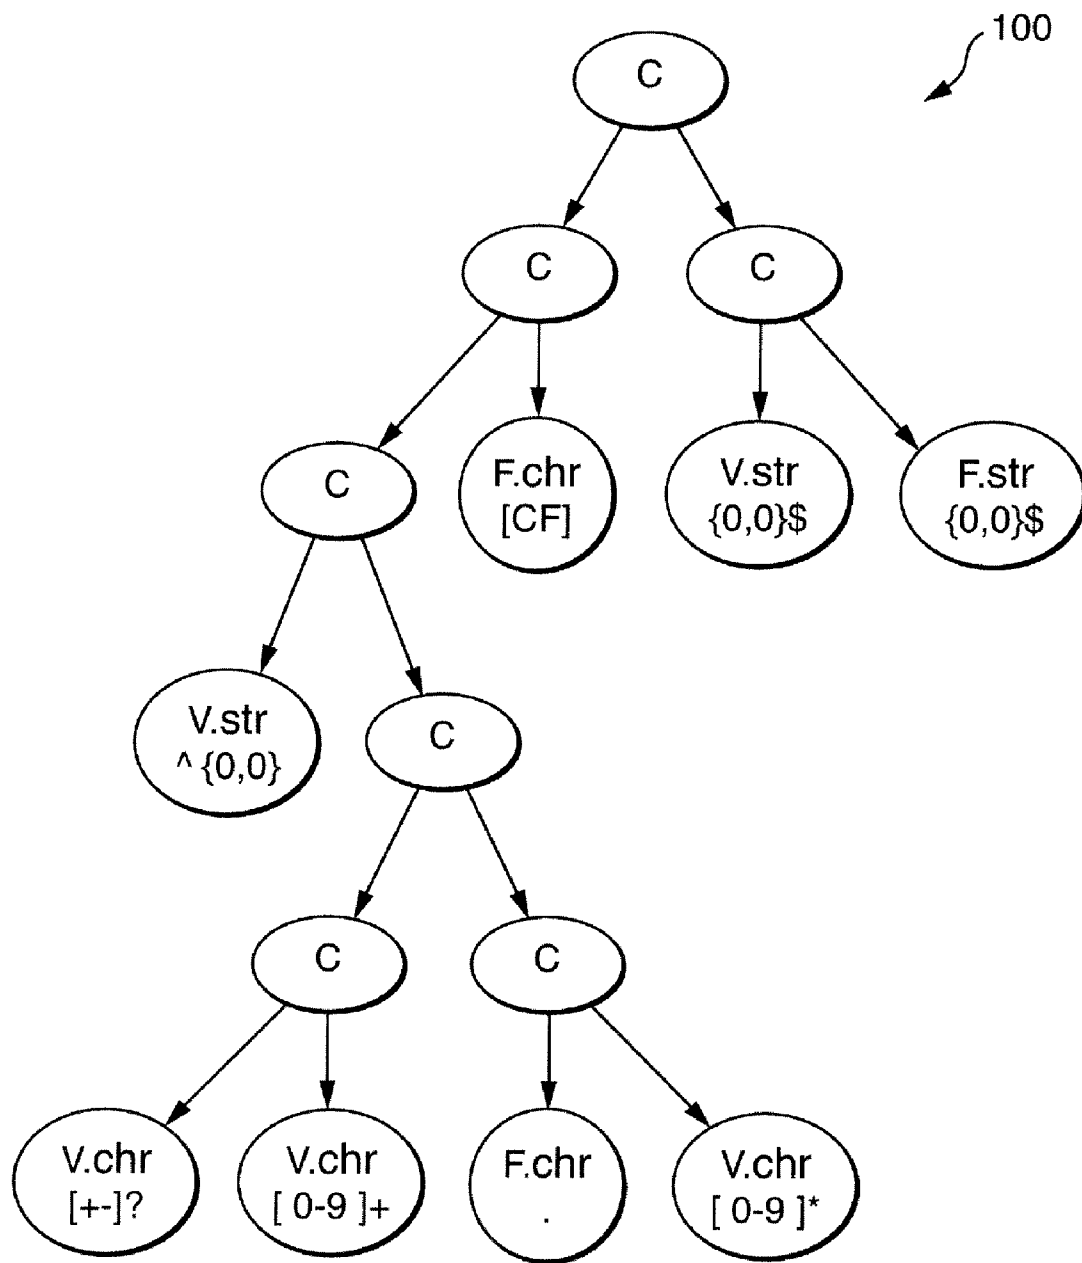 100
C
C
C
C
F.chr
[CF]
V.str
{0,0}$
F.str
{0,0}$
V.str
^{0,0}
C
C
C
V.chr
[+-]?
V.chr
[ 0-9 ]+
F.chr
.
V.chr
[ 0-9 ]*